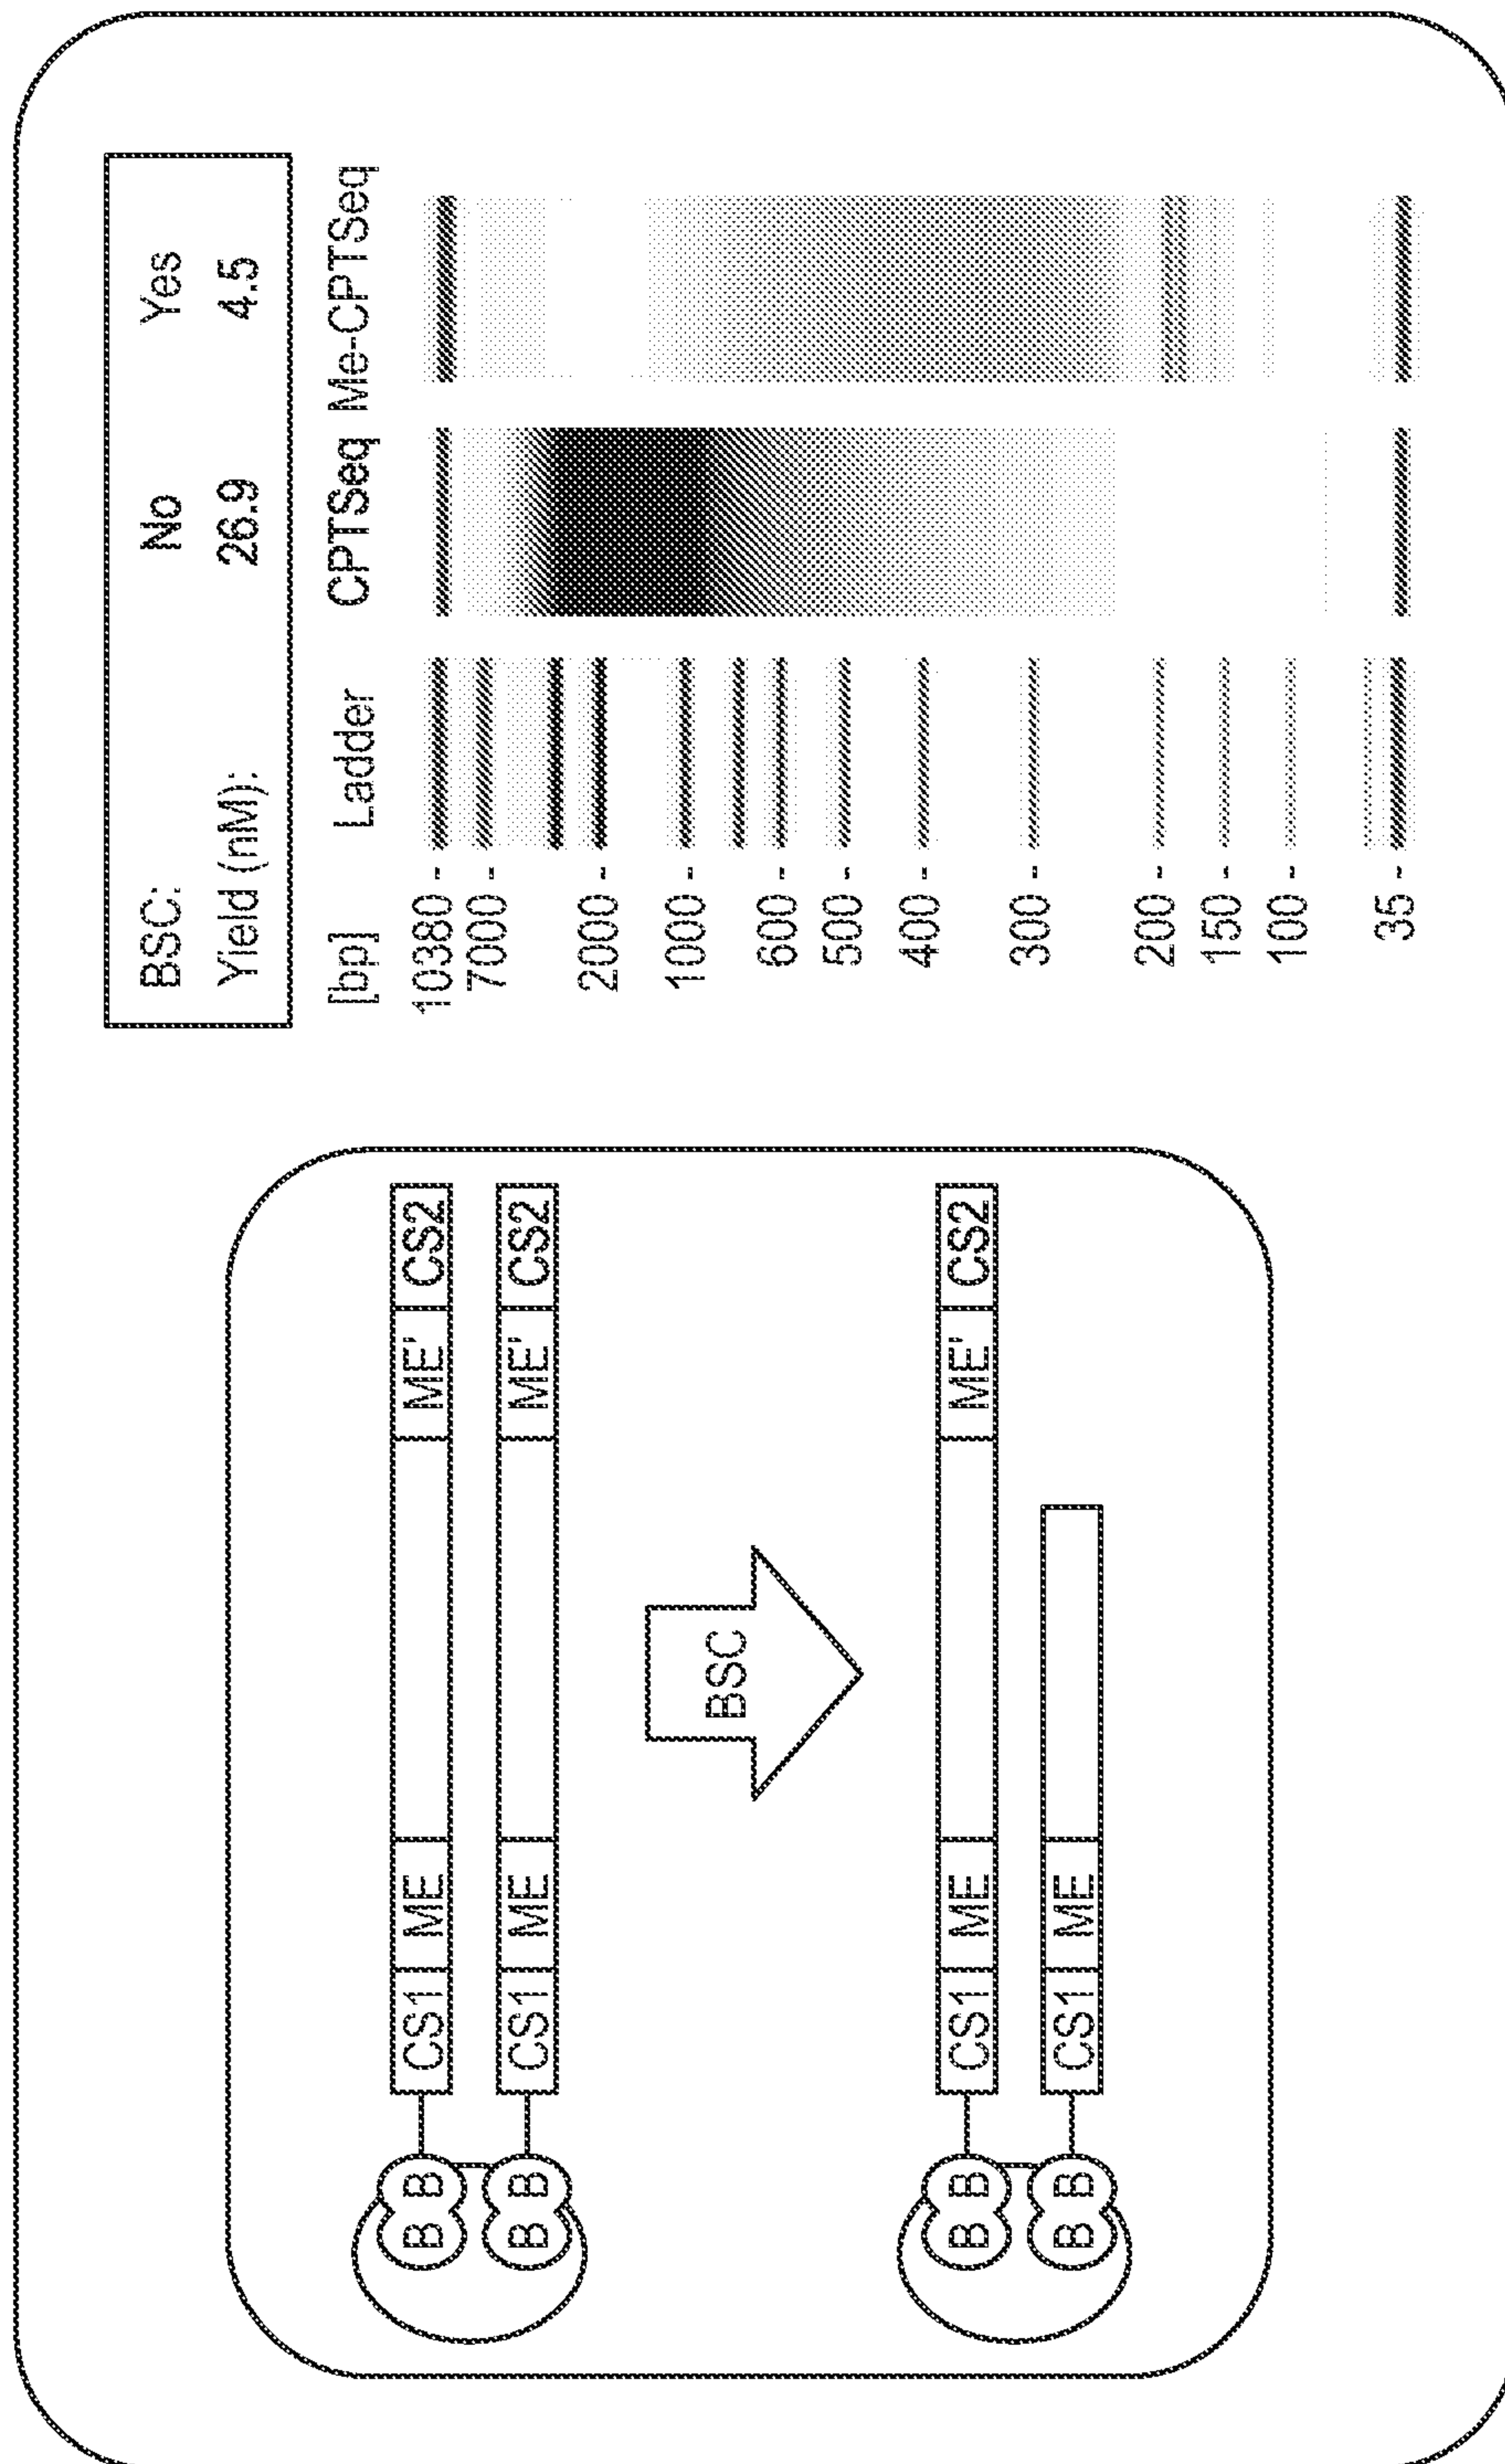 CS1 ME ME' CS2
B B
CS1 ME ME' CS2
B B
BSC
CS1 ME ME' CS2
B B
CS1 ME
B B
BSC: No Yes
Yield (nM): 26.9 4.5
[bp] Ladder CPTSeq Me-CPTSeq
10380 -
7000 -
2000 -
1000 -
600 -
500 -
400 -
300 -
200 -
150 -
100 -
35 -